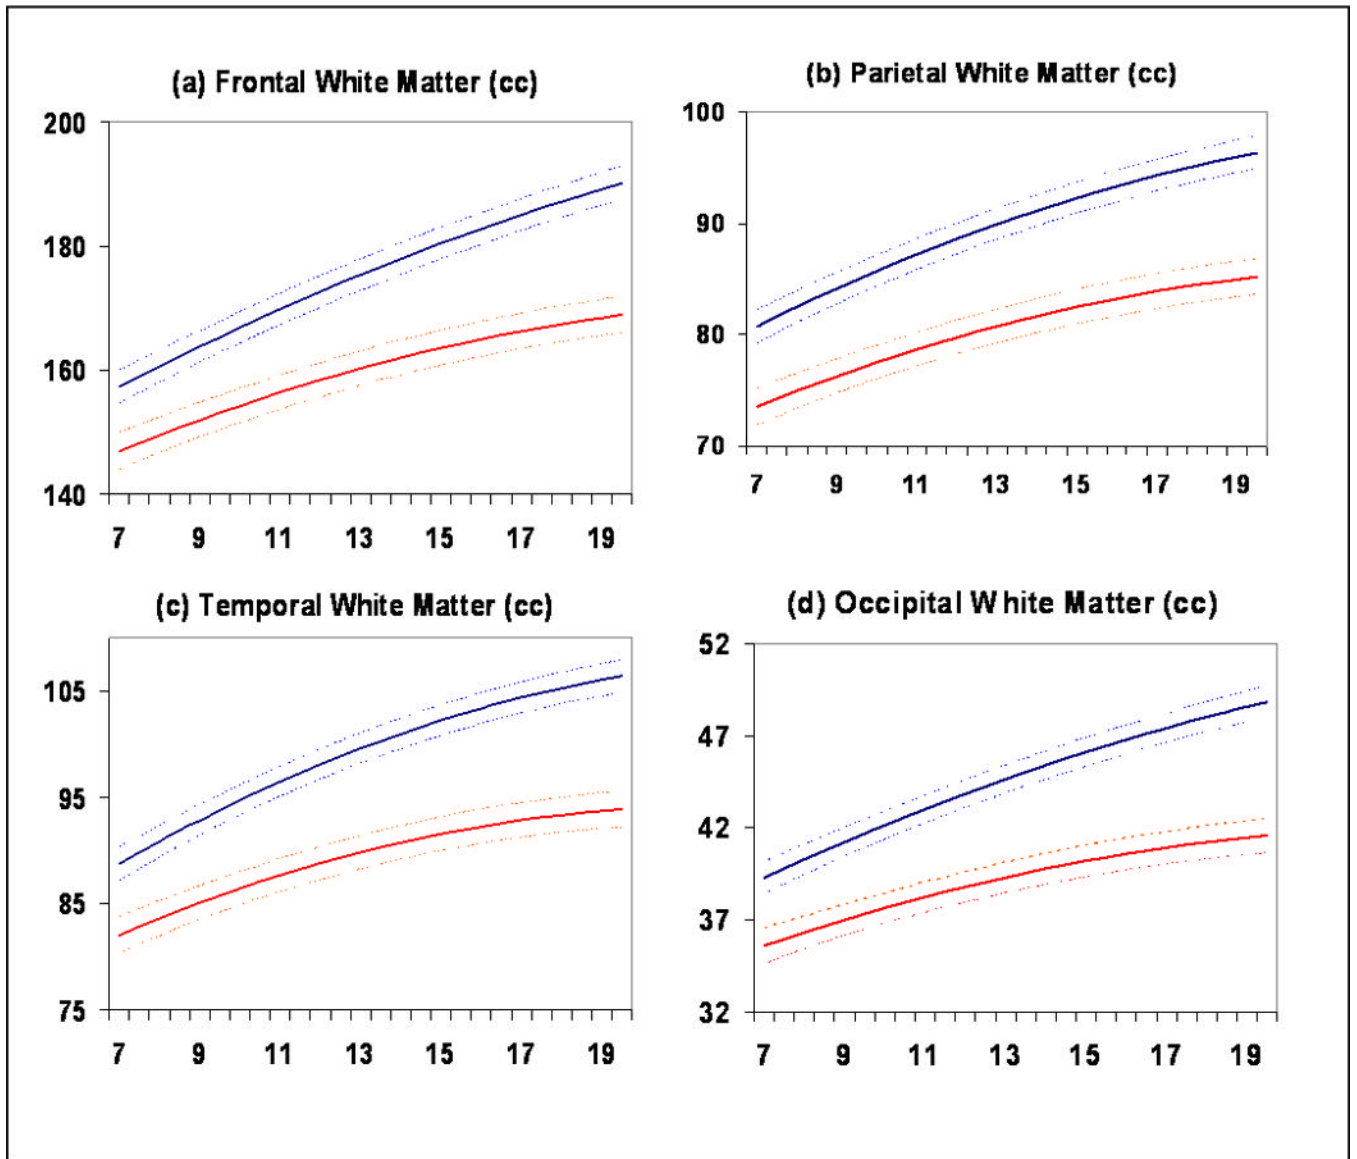 (a) Frontal White Matter (cc)
200
180
160
140
7 9 11 13 15 17 19
(b) Parietal White Matter (cc)
100
90
80
70
7 9 11 13 15 17 19
(c) Temporal White Matter (cc)
105
95
85
75
7 9 11 13 15 17 19
(d) Occipital White Matter (cc)
52
47
42
37
32
7 9 11 13 15 17 19